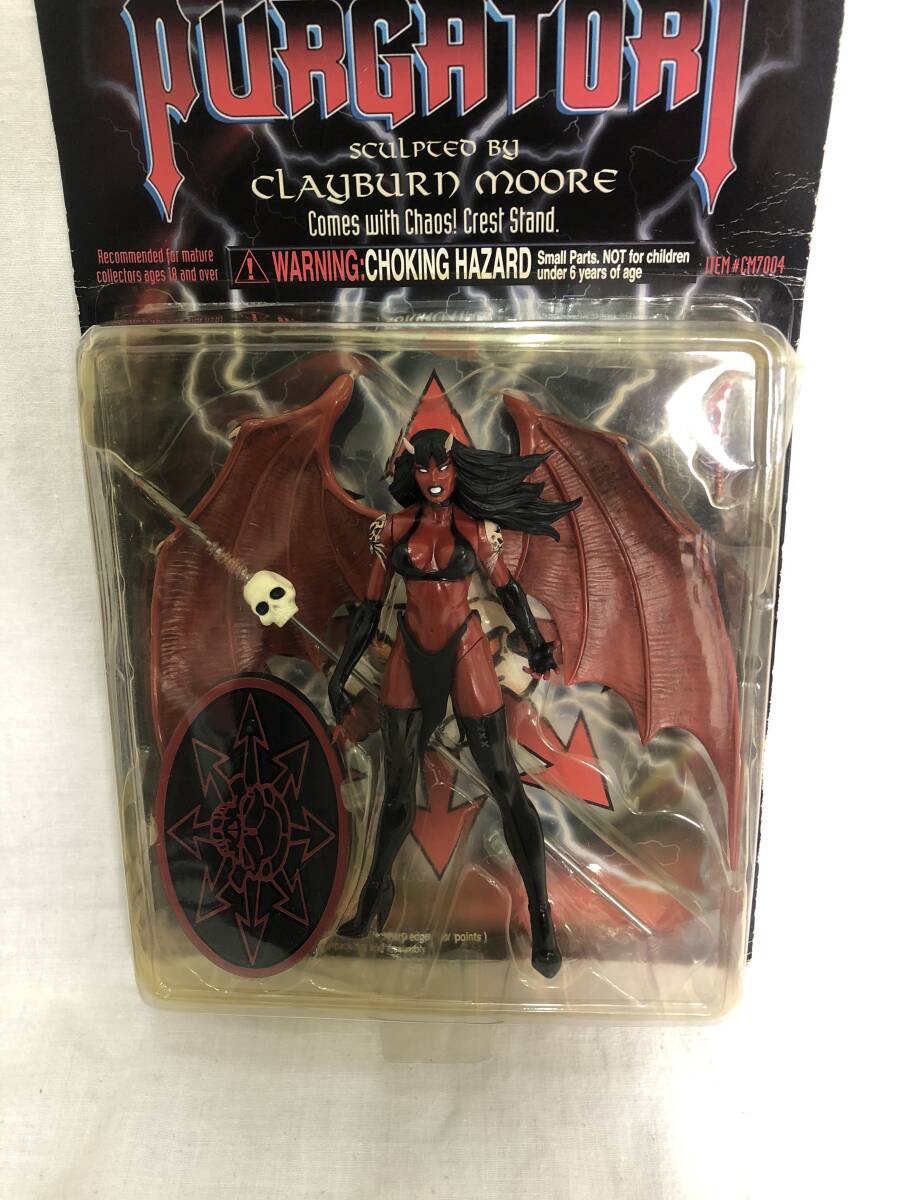 PURGATORI
SCULPTED BY
CLAYBURN MOORE
Comes with Chaos! Crest Stand.
Recommended for mature
collectors ages 18 and over
WARNING: CHOKING HAZARD
Small Parts. NOT for children
under 6 years of age
ITEM #CM7004
points )